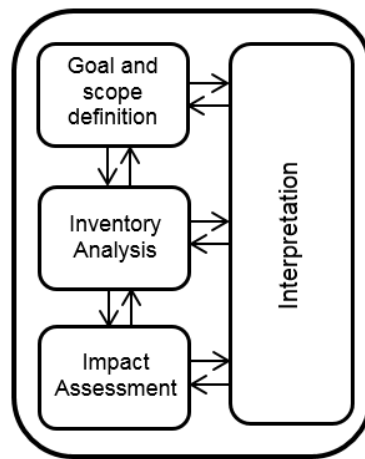 Goal and
scope
definition
Inventory
Analysis
Impact
Assessment
Interpretation